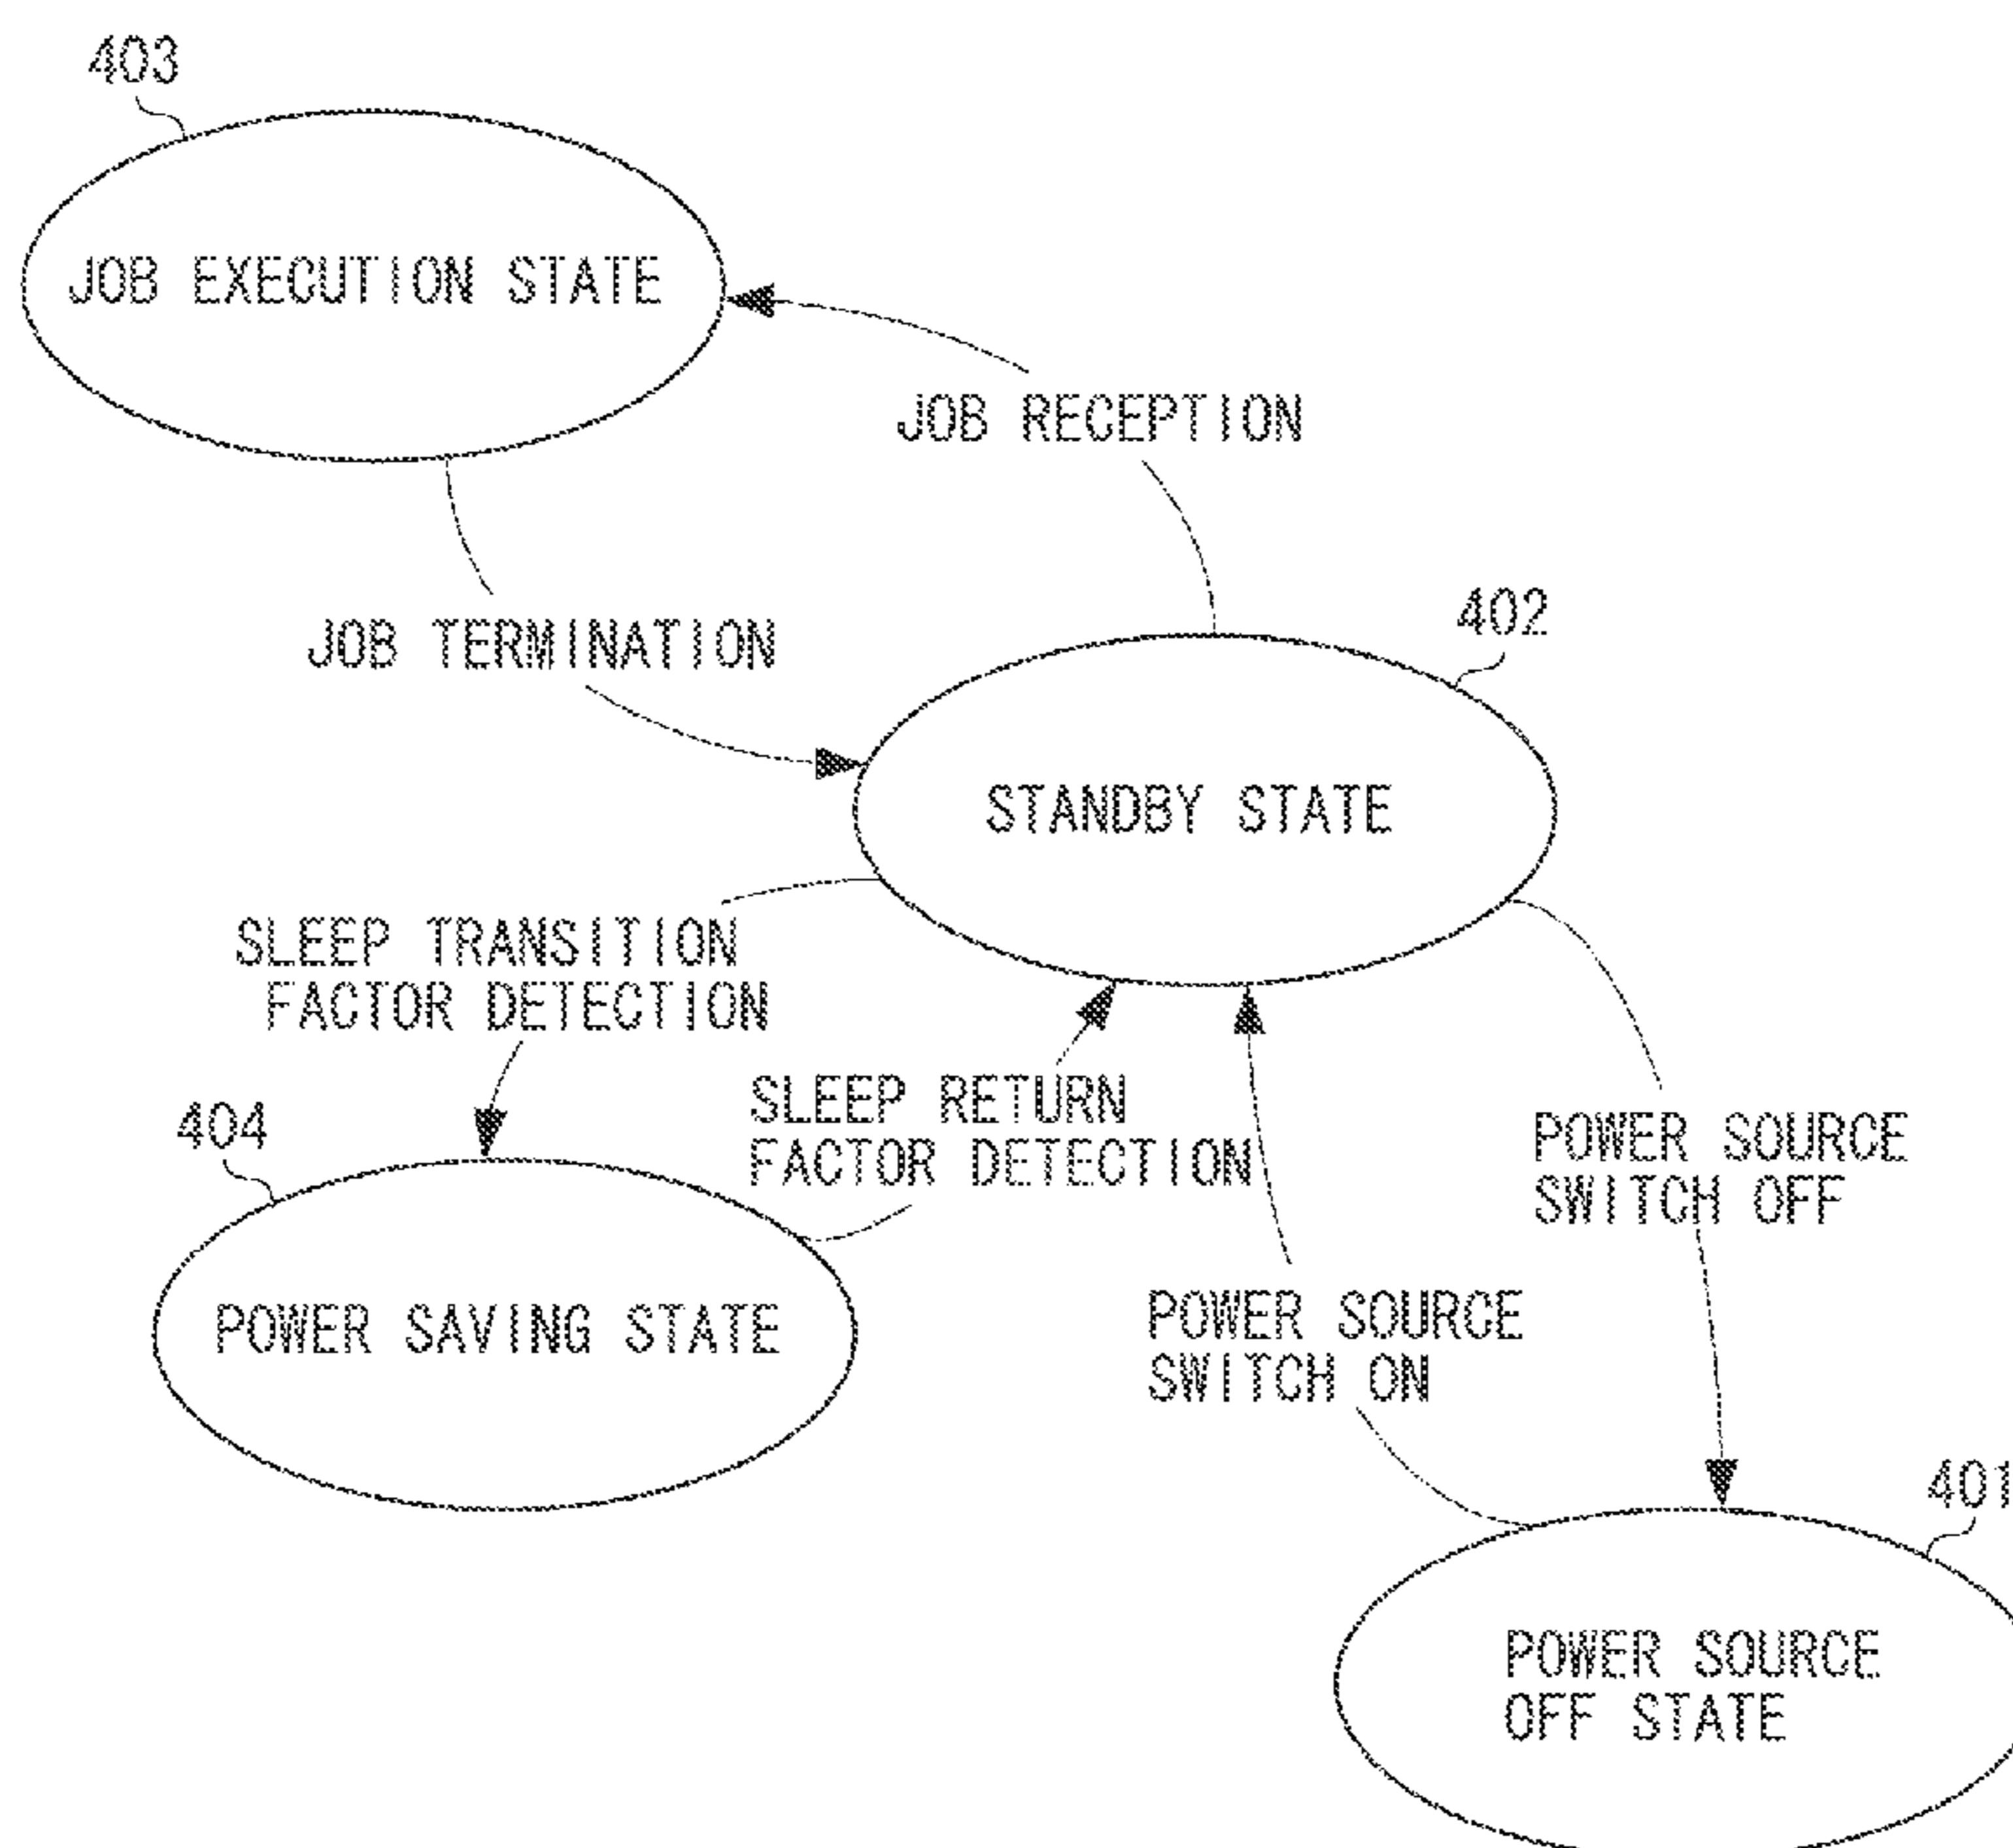 403
JOB EXECUTION STATE
JOB RECEPTION
JOB TERMINATION
402
STANDBY STATE
SLEEP TRANSITION
FACTOR DETECTION
SLEEP RETURN
FACTOR DETECTION
404
POWER SAVING STATE
POWER SOURCE
SWITCH OFF
POWER SOURCE
SWITCH ON
401
POWER SOURCE
OFF STATE